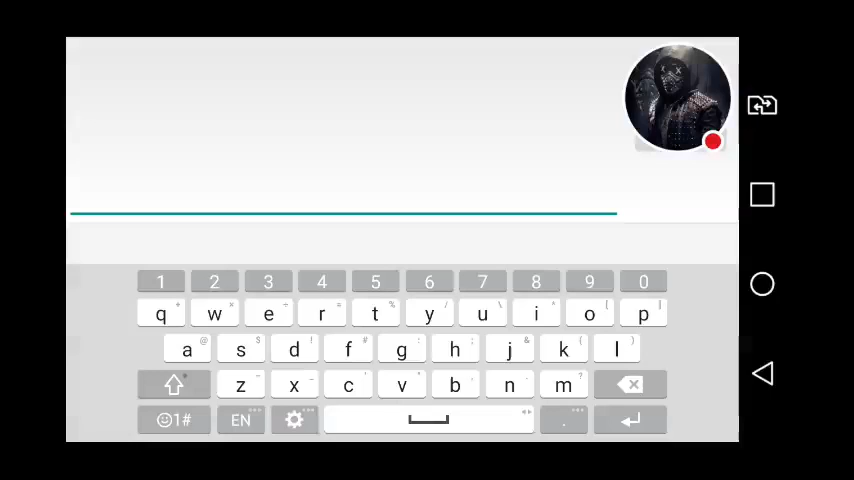 1 2 3 4 5 6 7 8 9 0
q + w × e ÷ r = t % y / u \ i * o [ p ]
a @ s $ d ! f # g : h ; j & k ( l )
z x c v b n m ?
☺1# EN .